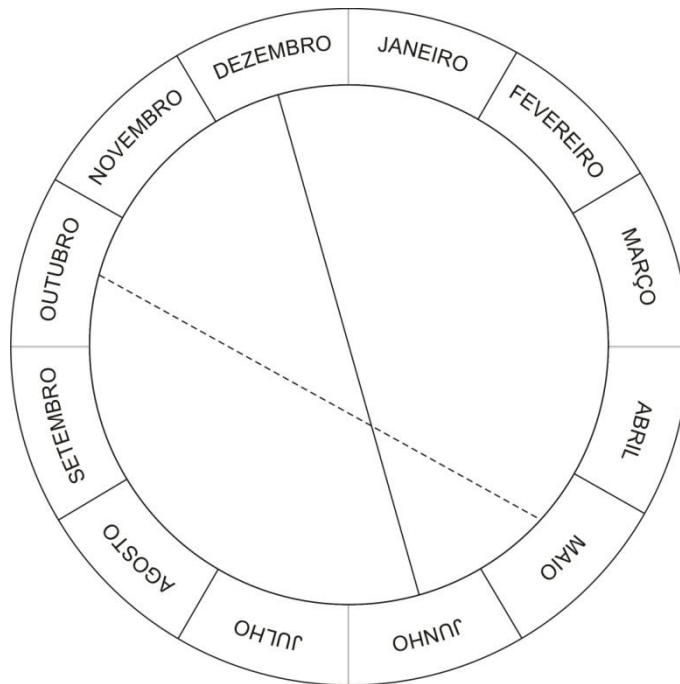 JANEIRO
FEVEREIRO
MARÇO
ABRIL
MAIO
JUNHO
JULHO
AGOSTO
SETEMBRO
OUTUBRO
NOVEMBRO
DEZEMBRO